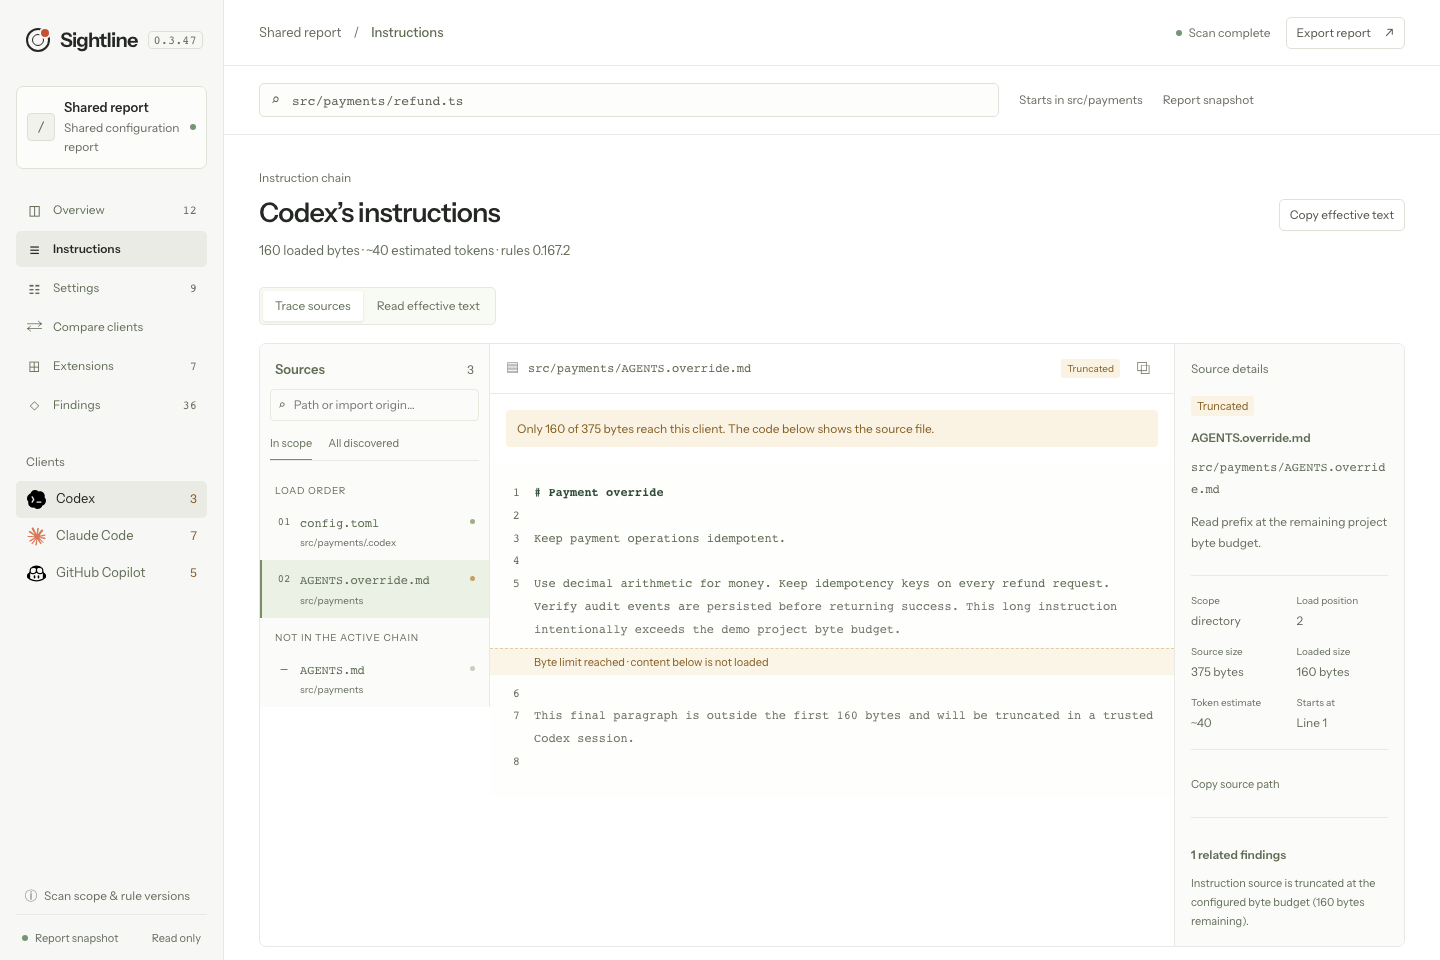 Sightline 0.3.47
Shared report / Instructions
Scan complete
Export report ↗
/
Shared report
Shared configuration
report
src/payments/refund.ts
Starts in src/payments
Report snapshot
Overview 12
Instructions
Settings 9
Compare clients
Extensions 7
Findings 36
Clients
Codex 3
Claude Code 7
GitHub Copilot 5
Scan scope & rule versions
Report snapshot
Read only
Instruction chain
Codex’s instructions
Copy effective text
160 loaded bytes · ~40 estimated tokens · rules 0.167.2
Trace sources
Read effective text
Sources 3
Path or import origin…
In scope
All discovered
LOAD ORDER
01 config.toml
src/payments/.codex
02 AGENTS.override.md
src/payments
NOT IN THE ACTIVE CHAIN
— AGENTS.md
src/payments
src/payments/AGENTS.override.md
Truncated
Only 160 of 375 bytes reach this client. The code below shows the source file.
1 # Payment override
2
3 Keep payment operations idempotent.
4
5 Use decimal arithmetic for money. Keep idempotency keys on every refund request.
Verify audit events are persisted before returning success. This long instruction
intentionally exceeds the demo project byte budget.
Byte limit reached · content below is not loaded
6
7 This final paragraph is outside the first 160 bytes and will be truncated in a trusted
Codex session.
8
Source details
Truncated
AGENTS.override.md
src/payments/AGENTS.overrid
e.md
Read prefix at the remaining project
byte budget.
Scope
directory
Load position
2
Source size
375 bytes
Loaded size
160 bytes
Token estimate
~40
Starts at
Line 1
Copy source path
1 related findings
Instruction source is truncated at the
configured byte budget (160 bytes
remaining).